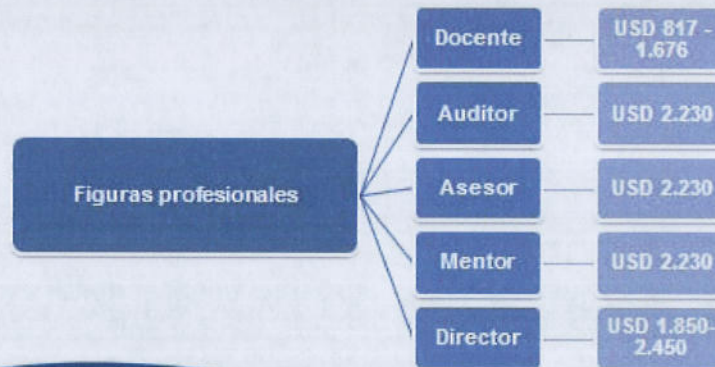 Figuras profesionales
Docente
USD 817 -
1.676
Auditor
USD 2.230
Asesor
USD 2.230
Mentor
USD 2.230
Director
USD 1.850-
2.450